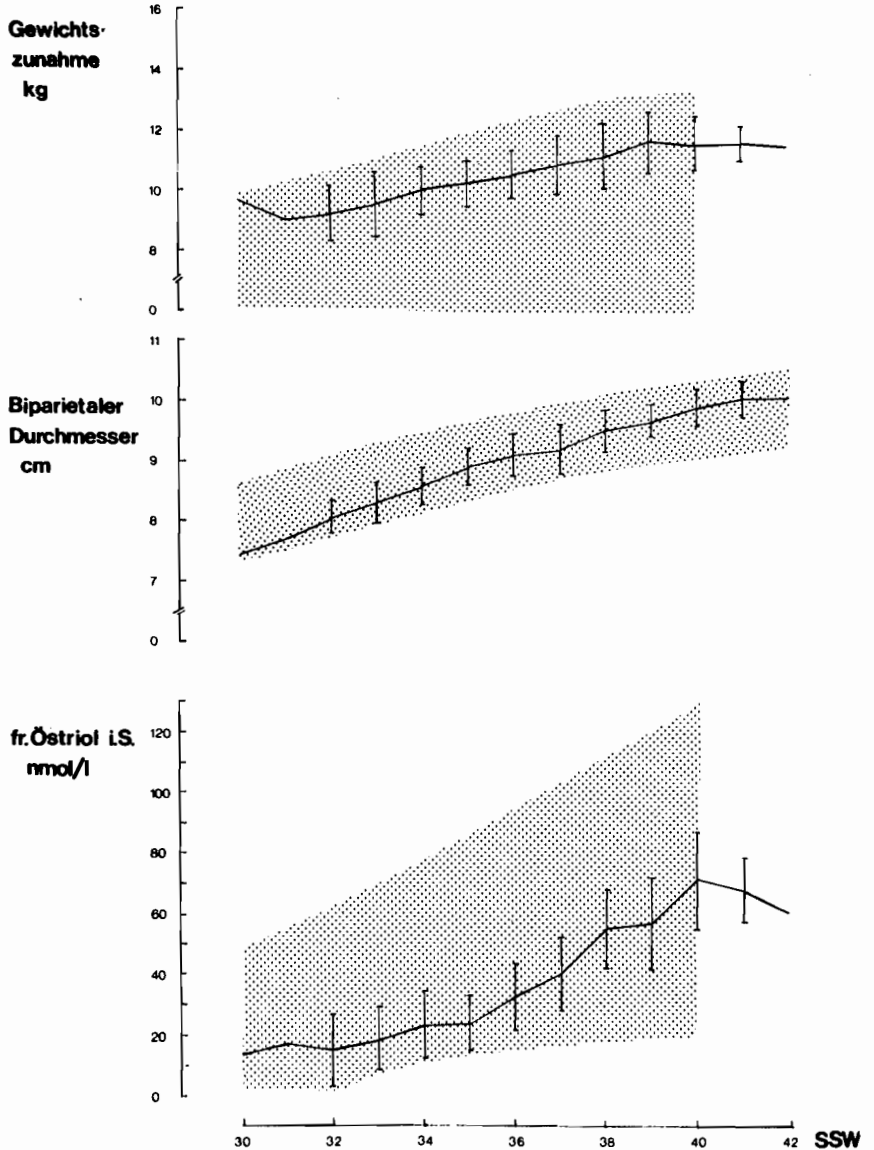 Gewichts-
zunahme
kg
16
14
12
10
8
0
Biparietaler
Durchmesser
cm
11
10
9
8
7
0
fr.Östriol i.S.
nmol/l
120
100
80
60
40
20
0
30 32 34 36 38 40 42 SSW